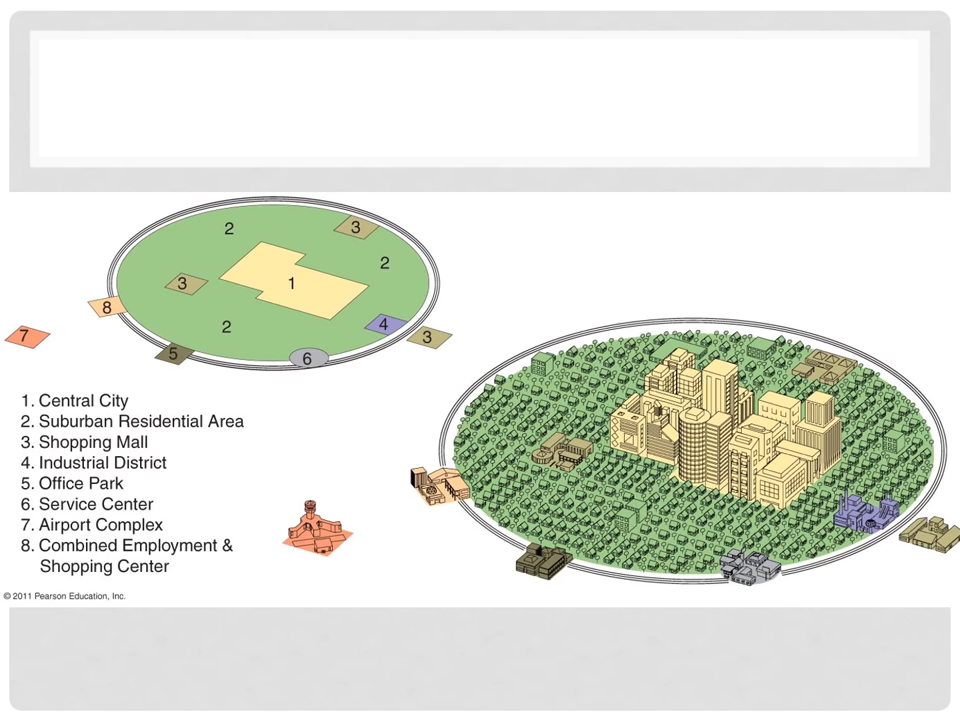 2
3
2
3
1
8
2
4
7
3
5
6
1. Central City
2. Suburban Residential Area
3. Shopping Mall
4. Industrial District
5. Office Park
6. Service Center
7. Airport Complex
8. Combined Employment &
Shopping Center
© 2011 Pearson Education, Inc.